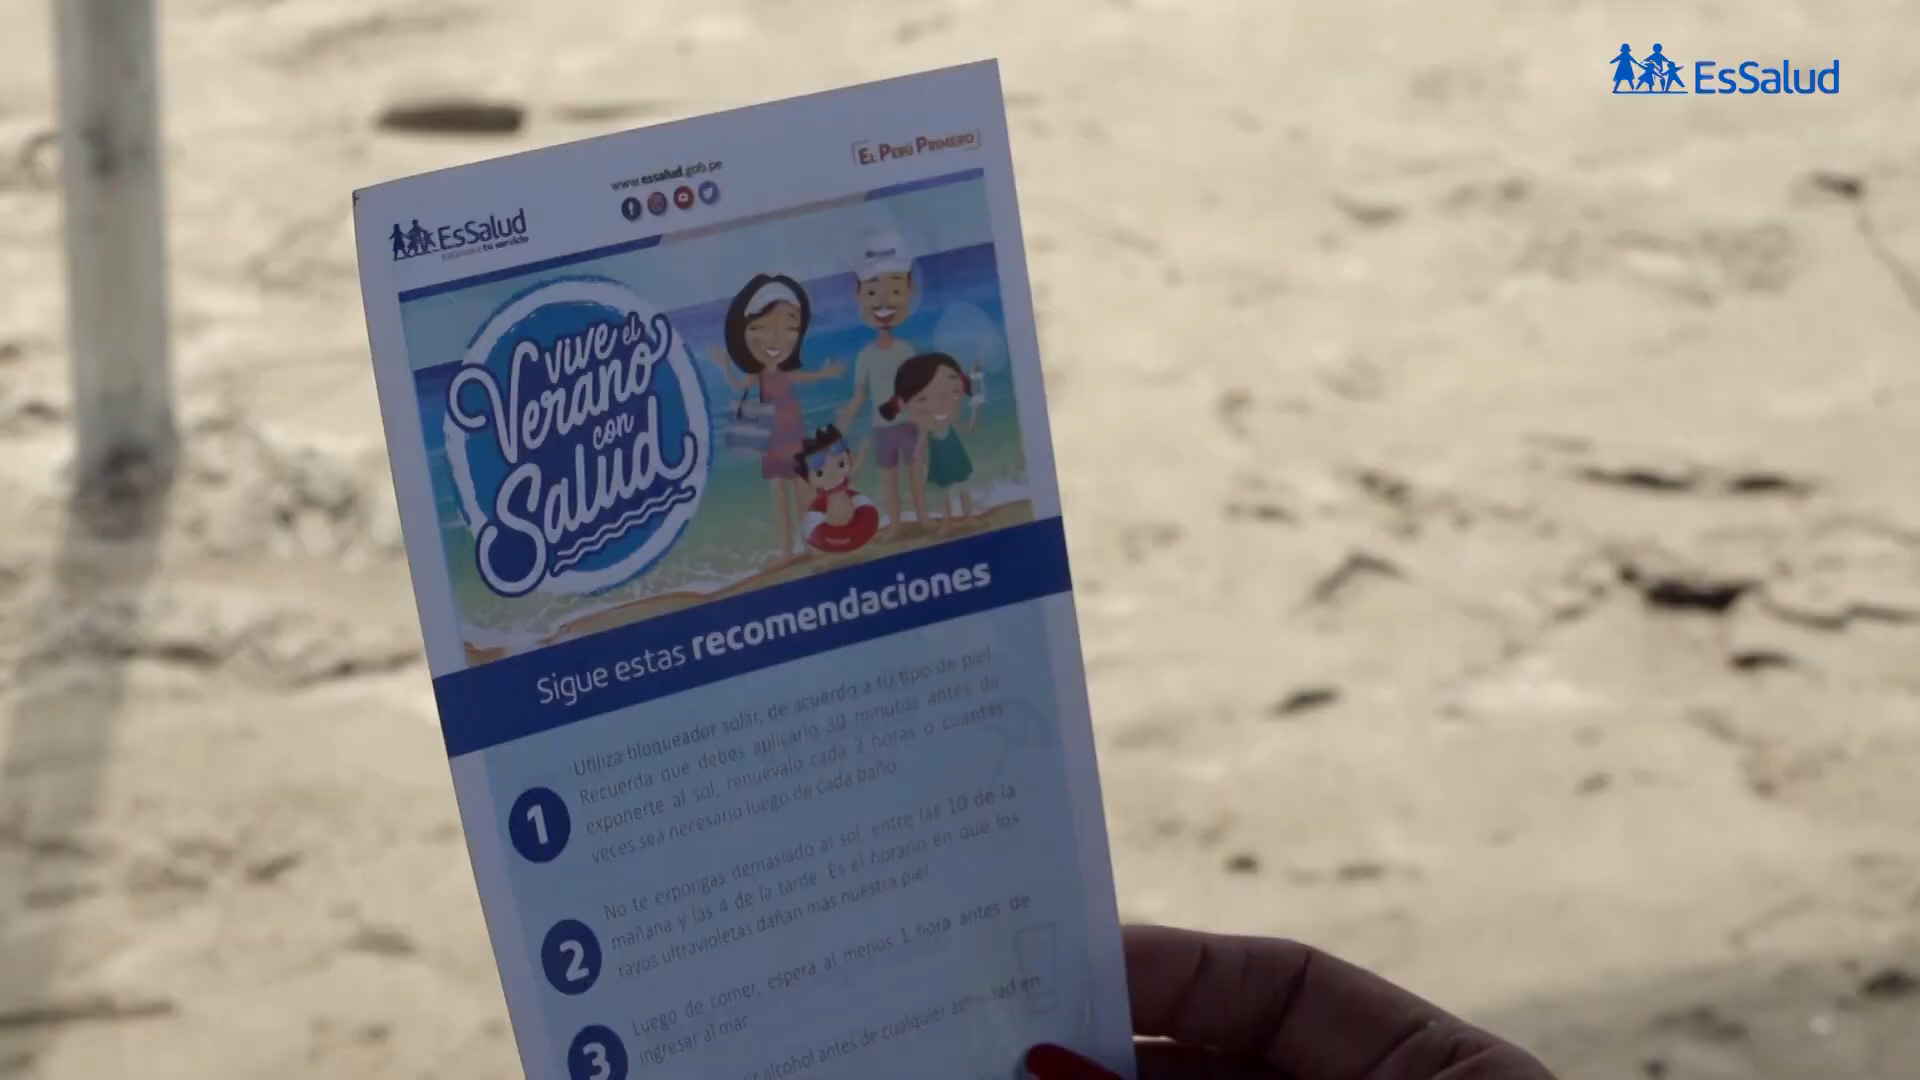 EsSalud
EL PERÚ PRIMERO
www.essalud.gob.pe
EsSalud
vive el
Verano
con
Salud
Sigue estas recomendaciones
1
Utiliza bloqueador solar, de acuerdo a tu tipo de piel
Recuerda que debes aplicarlo 30 minutos antes de
exponerte al sol, renuévalo cada 2 horas o cuantas
veces sea necesario luego de cada baño
2
No te expongas demasiado al sol, entre las 10 de la
mañana y las 4 de la tarde. Es el horario en que los
rayos ultravioletas dañan más nuestra piel
3
Luego de comer, espera al menos 1 hora antes de
ingresar al mar.
alcohol antes de cualquier en